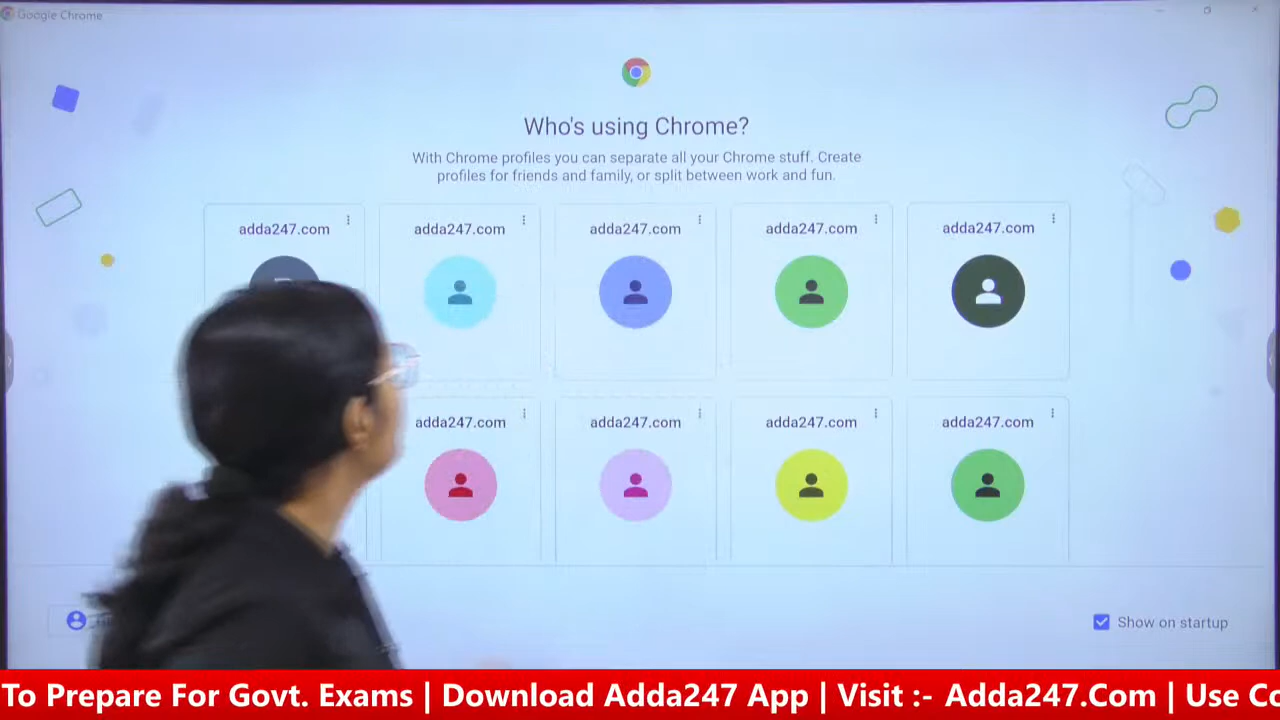 Google Chrome
Who's using Chrome?
With Chrome profiles you can separate all your Chrome stuff. Create
profiles for friends and family, or split between work and fun.
adda247.com
adda247.com
adda247.com
adda247.com
adda247.com
adda247.com
adda247.com
adda247.com
adda247.com
Show on startup
To Prepare For Govt. Exams | Download Adda247 App | Visit :- Adda247.Com | Use